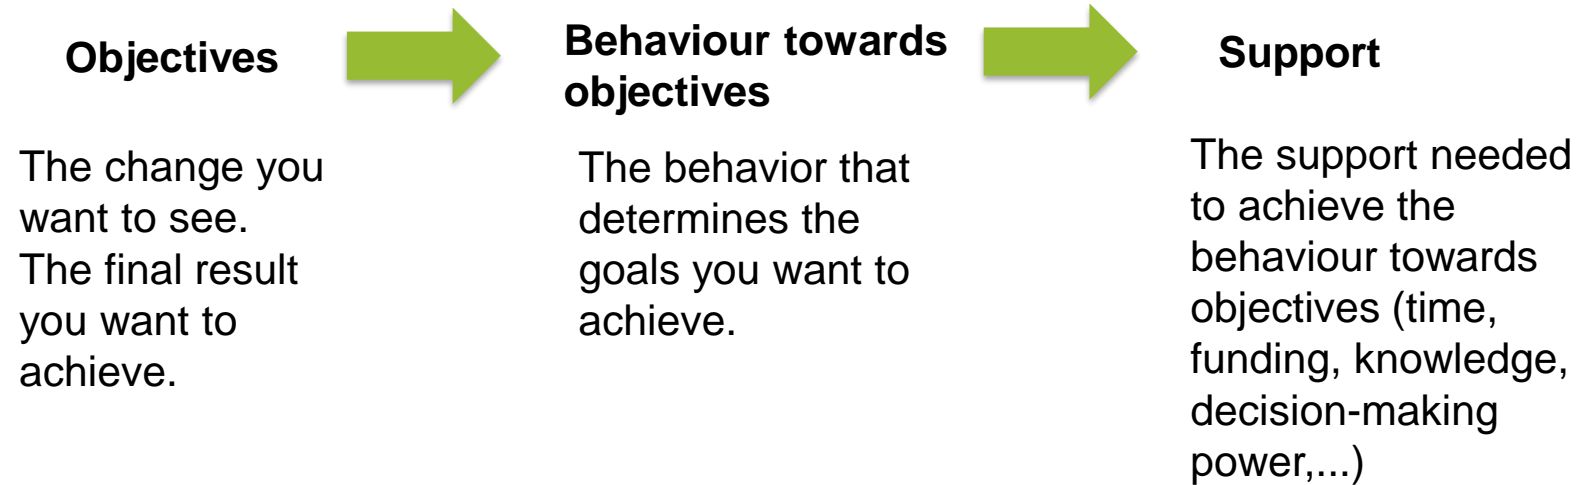 Objectives
Behaviour towards
objectives
Support
The change you
want to see.
The final result
you want to
achieve.
The behavior that
determines the
goals you want to
achieve.
The support needed
to achieve the
behaviour towards
objectives (time,
funding, knowledge,
decision-making
power,...)